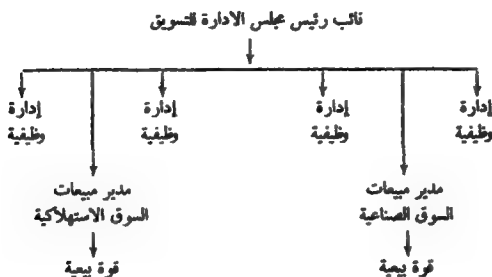 نائب رئيس مجلس الادارة للتسويق
إدارة
وظيفية
إدارة
وظيفية
إدارة
وظيفية
إدارة
وظيفية
مدير مبيعات
السوق الصناعية
مدير مبيعات
السوق الاستهلاكية
قوة بيعية
قوة بيعية